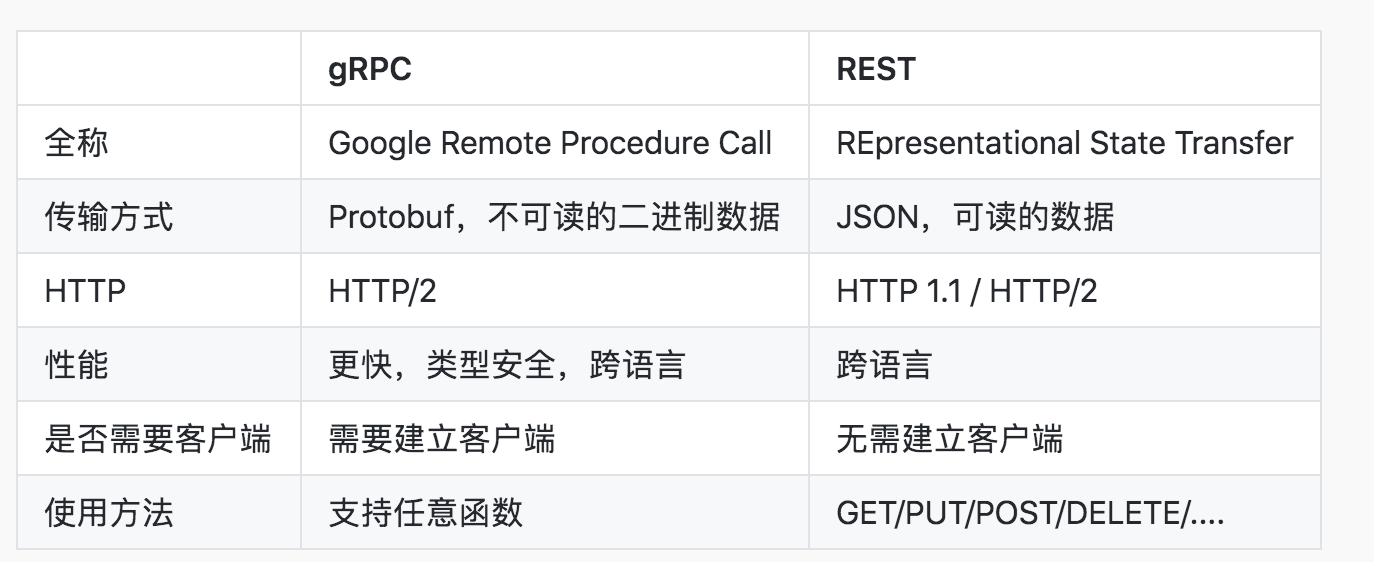 gRPC REST
全称 Google Remote Procedure Call REpresentational State Transfer
传输方式 Protobuf，不可读的二进制数据 JSON，可读的数据
HTTP HTTP/2 HTTP 1.1 / HTTP/2
性能 更快，类型安全，跨语言 跨语言
是否需要客户端 需要建立客户端 无需建立客户端
使用方法 支持任意函数 GET/PUT/POST/DELETE/....